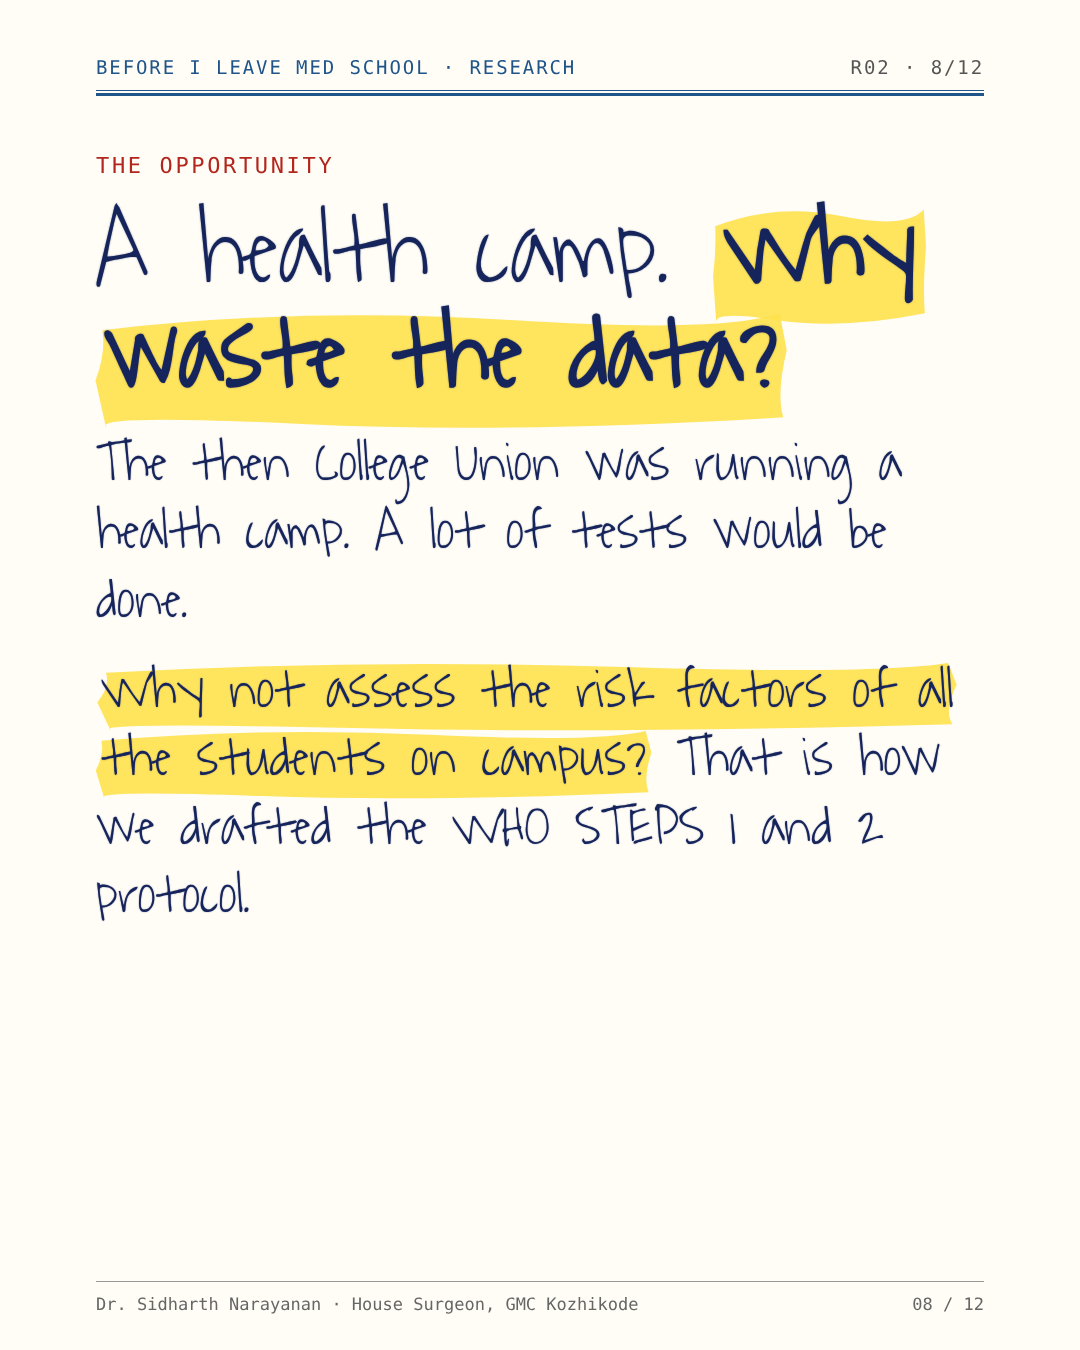 BEFORE I LEAVE MED SCHOOL · RESEARCH
R02 · 8/12
THE OPPORTUNITY
A health camp. Why
waste the data?
The then College Union was running a
health camp. A lot of tests would be
done.
Why not assess the risk factors of all
the students on campus? That is how
we drafted the WHO STEPS 1 and 2
protocol.
Dr. Sidharth Narayanan · House Surgeon, GMC Kozhikode
08 / 12